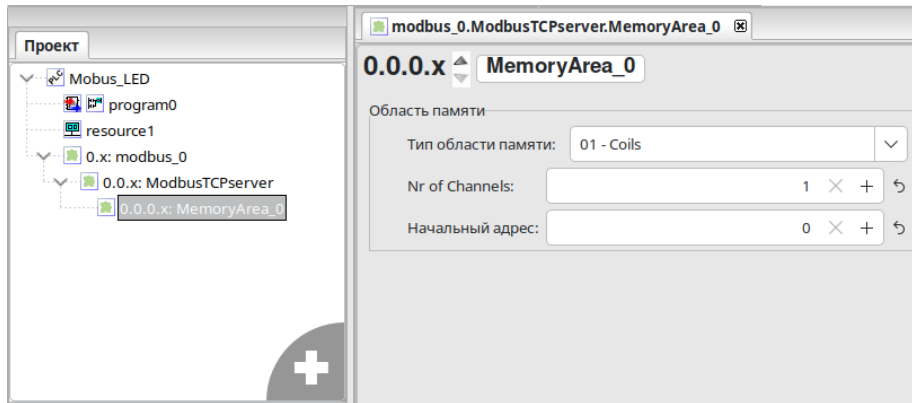 Проект
Mobus_LED
program0
resource1
0.x: modbus_0
0.0.x: ModbusTCPserver
0.0.0.x: MemoryArea_0
modbus_0.ModbusTCPserver.MemoryArea_0
0.0.0.x MemoryArea_0
Область памяти
Тип области памяти: 01 - Coils
Nr of Channels: 1
Начальный адрес: 0